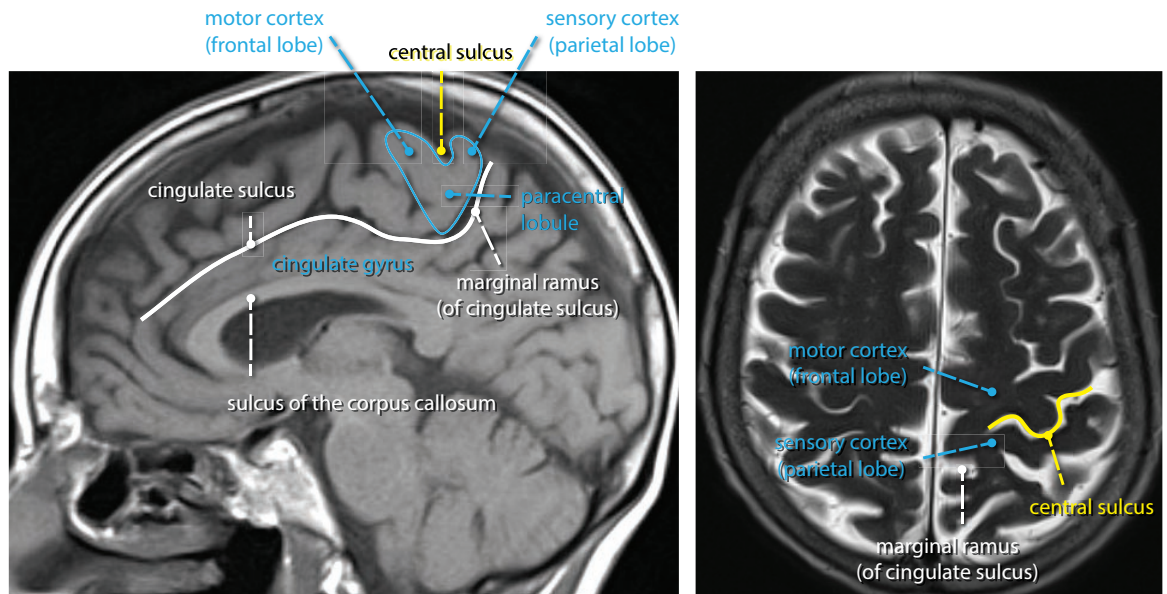 motor cortex
(frontal lobe)
sensory cortex
(parietal lobe)
central sulcus
cingulate sulcus
paracentral
lobule
cingulate gyrus
marginal ramus
(of cingulate sulcus)
sulcus of the corpus callosum
motor cortex
(frontal lobe)
sensory cortex
(parietal lobe)
central sulcus
marginal ramus
(of cingulate sulcus)